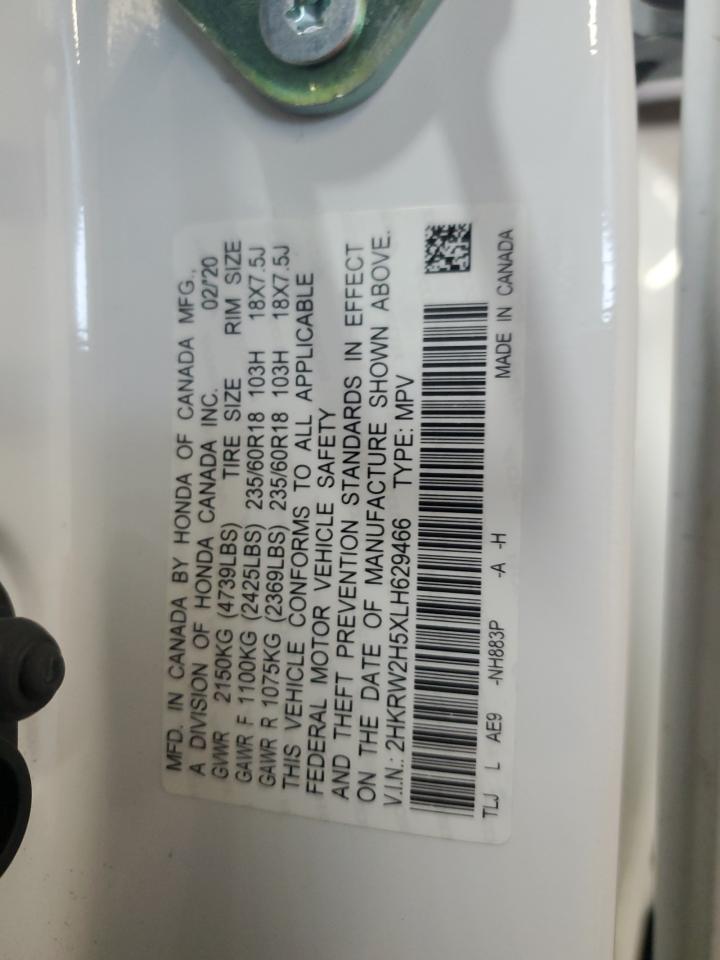 MFD. IN CANADA BY HONDA OF CANADA MFG.,
A DIVISION OF HONDA CANADA INC. 02/'20
GVWR 2150KG (4739LBS) TIRE SIZE RIM SIZE
GAWR F 1100KG (2425LBS) 235/60R18 103H 18X7.5J
GAWR R 1075KG (2369LBS) 235/60R18 103H 18X7.5J
THIS VEHICLE CONFORMS TO ALL APPLICABLE
FEDERAL MOTOR VEHICLE SAFETY
AND THEFT PREVENTION STANDARDS IN EFFECT
ON THE DATE OF MANUFACTURE SHOWN ABOVE.
V.I.N.: 2HKRW2H5XLH629466 TYPE: MPV
TLJ L AE9 -NH883P -A -H MADE IN CANADA